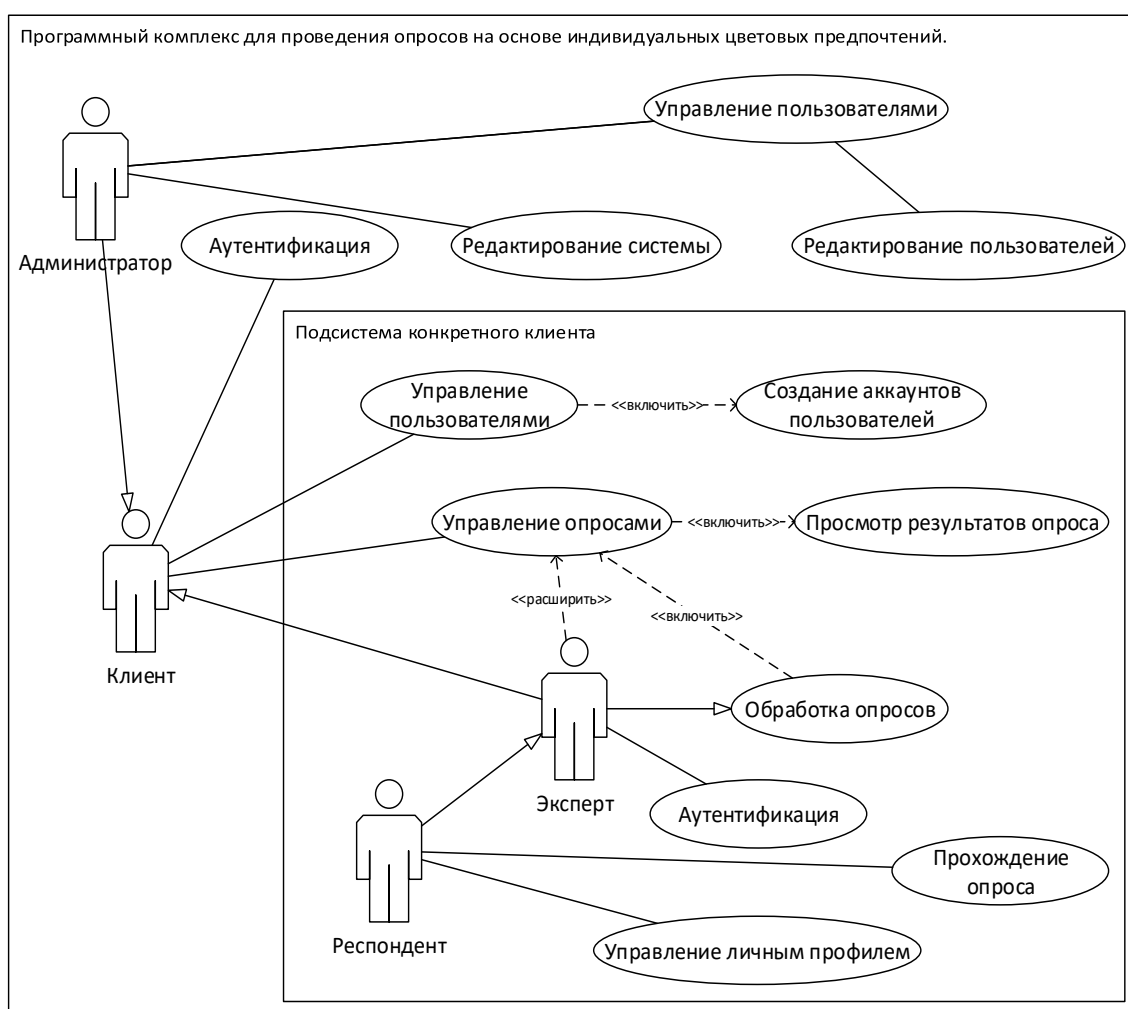 Программный комплекс для проведения опросов на основе индивидуальных цветовых предпочтений.
Управление пользователями
Администратор
Аутентификация
Редактирование системы
Редактирование пользователей
Подсистема конкретного клиента
Управление
пользователями
<<включить>>
Создание аккаунтов
пользователей
Управление опросами
<<включить>>
Просмотр результатов опроса
<<расширить>>
<<включить>>
Клиент
Обработка опросов
Эксперт
Аутентификация
Прохождение
опроса
Респондент
Управление личным профилем